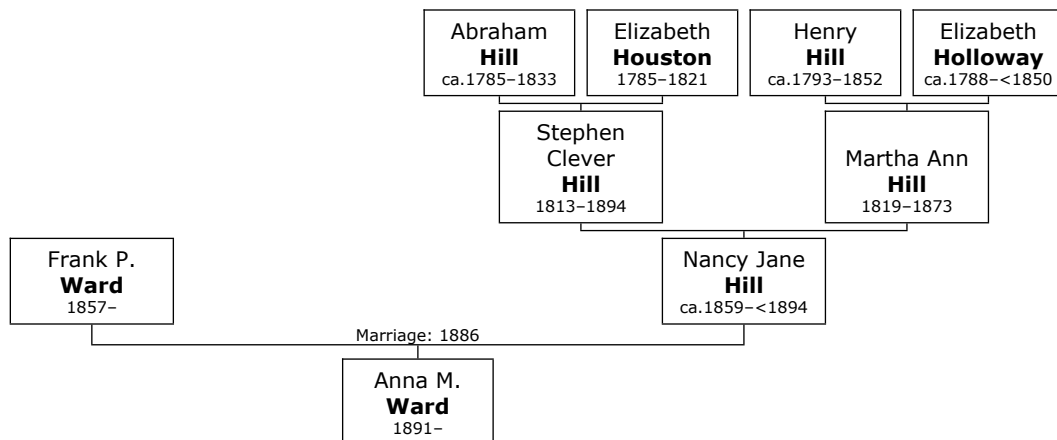 Abraham
Hill
ca.1785–1833
Elizabeth
Houston
1785–1821
Henry
Hill
ca.1793–1852
Elizabeth
Holloway
ca.1788–<1850
Stephen
Clever
Hill
1813–1894
Martha Ann
Hill
1819–1873
Frank P.
Ward
1857–
Nancy Jane
Hill
ca.1859–<1894
Marriage: 1886
Anna M.
Ward
1891–